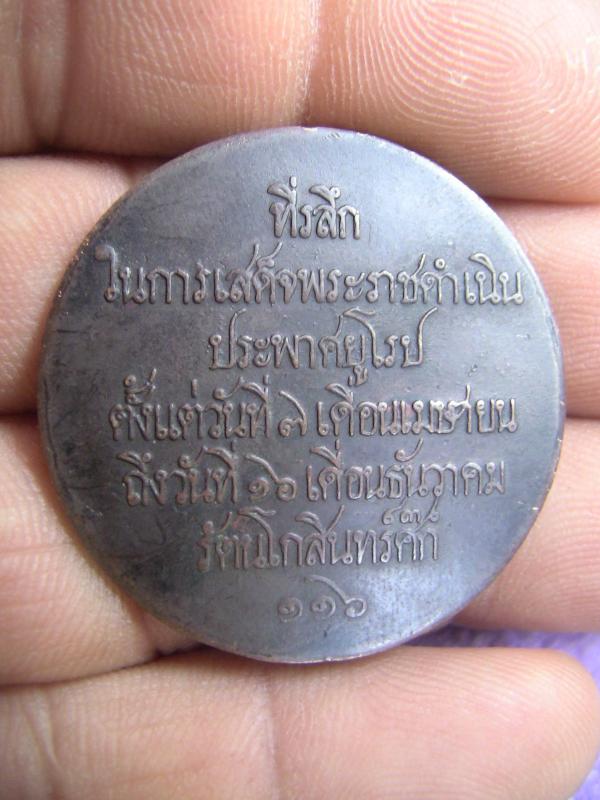 ที่รลึก
ในการเสด็จพระราชดำเนิน
ประพาศยูโรป
ตั้งแต่วันที่ ๗ เดือนเมษายน
ถึงวันที่ ๑๖ เดือนธันวาคม
รัตนโกสินทร์ศก๊
๑๑๖